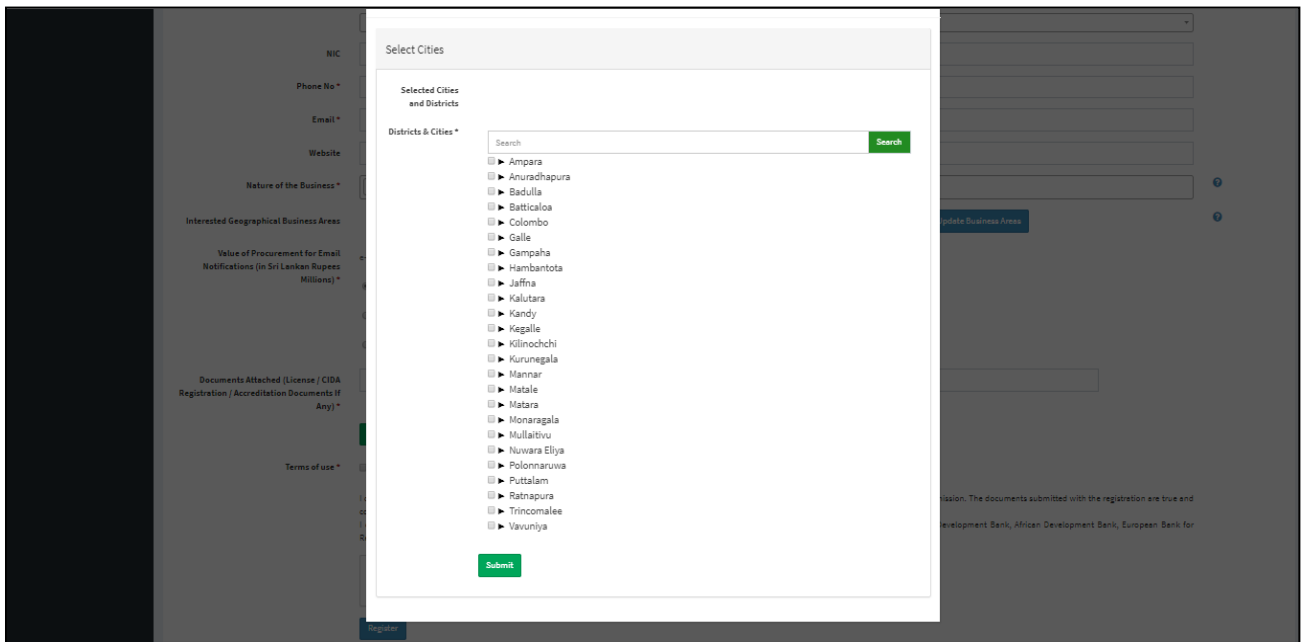 Select Cities
NIC
Phone No *
Selected Cities
and Districts
Email *
Districts & Cities *
Search
Search
Website
Ampara
Anuradhapura
Nature of the Business *
Badulla
Batticaloa
Interested Geographical Business Areas
Colombo
Update Business Areas
Galle
Value of Procurement for Email
Notifications (in Sri Lankan Rupees
Millions) *
Gampaha
Hambantota
Jaffna
Kalutara
Kandy
Kegalle
Kilinochchi
Kurunegala
Mannar
Documents Attached (License / CIDA
Registration / Accreditation Documents If
Any) *
Matale
Matara
Monaragala
Mullaitivu
Nuwara Eliya
Terms of use *
Polonnaruwa
Puttalam
Ratnapura
The documents submitted with the registration are true and
Trincomalee
Development Bank, African Development Bank, European Bank for
Vavuniya
Submit
Register